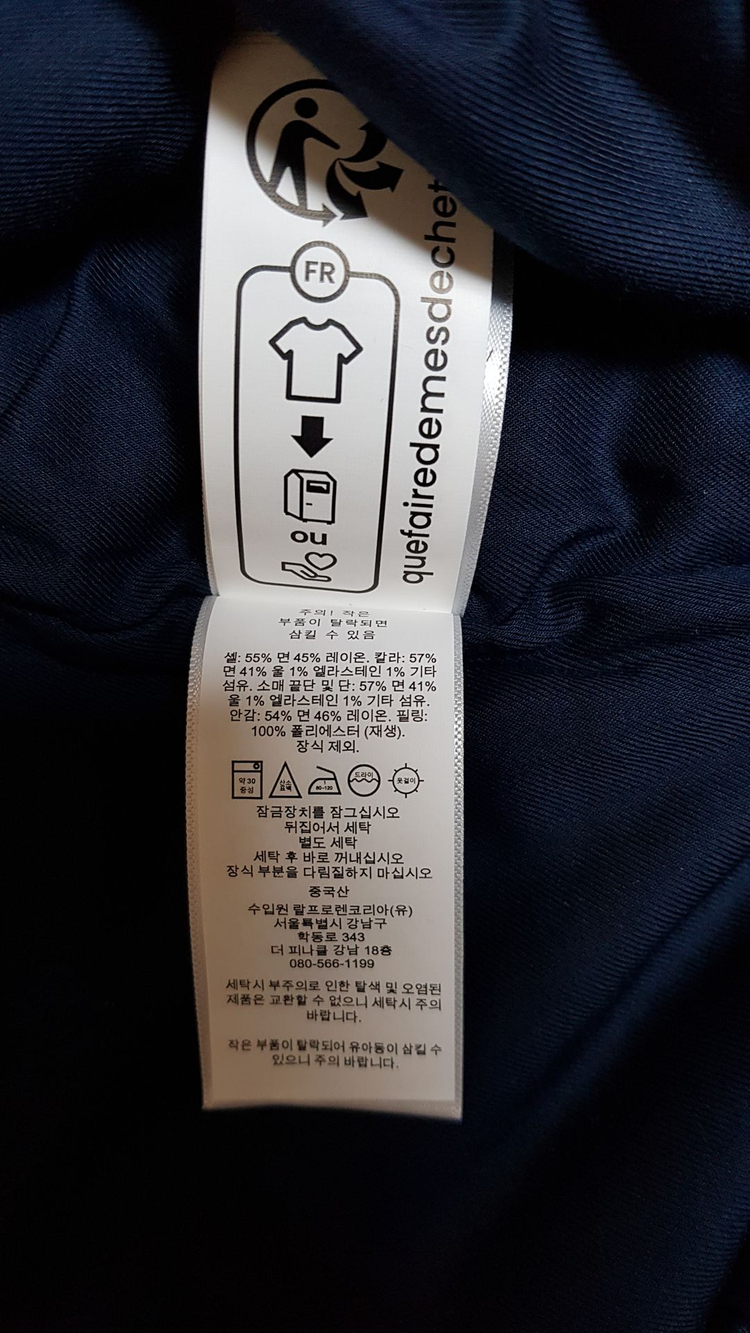 FR
OU
quefairedemesdechet
주의! 작은
부품이 탈락되면
삼킬 수 있음
셸: 55% 면 45% 레이온. 칼라: 57%
면 41% 울 1% 엘라스테인 1% 기타
섬유. 소매 끝단 및 단: 57% 면 41%
울 1% 엘라스테인 1% 기타 섬유.
안감: 54% 면 46% 레이온. 필링:
100% 폴리에스터 (재생).
장식 제외.
약 30
중성
산소
표백
1
80-120
드라이
옷걸이
잠금장치를 잠그십시오
뒤집어서 세탁
별도 세탁
세탁 후 바로 꺼내십시오
장식 부분을 다림질하지 마십시오
중국산
수입원 랄프로렌코리아(유)
서울특별시 강남구
학동로 343
더 피나클 강남 18층
080-566-1199
세탁시 부주의로 인한 탈색 및 오염된
제품은 교환할 수 없으니 세탁시 주의
바랍니다.
작은 부품이 탈락되어 유아동이 삼킬 수
있으니 주의 바랍니다.